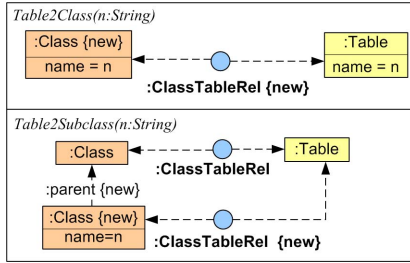 Table2Class(n:String)
:Class {new}
name = n
:Table
name = n
:ClassTableRel {new}
Table2Subclass(n:String)
:Class
:Table
:ClassTableRel
:parent {new}
:Class {new}
name=n
:ClassTableRel {new}